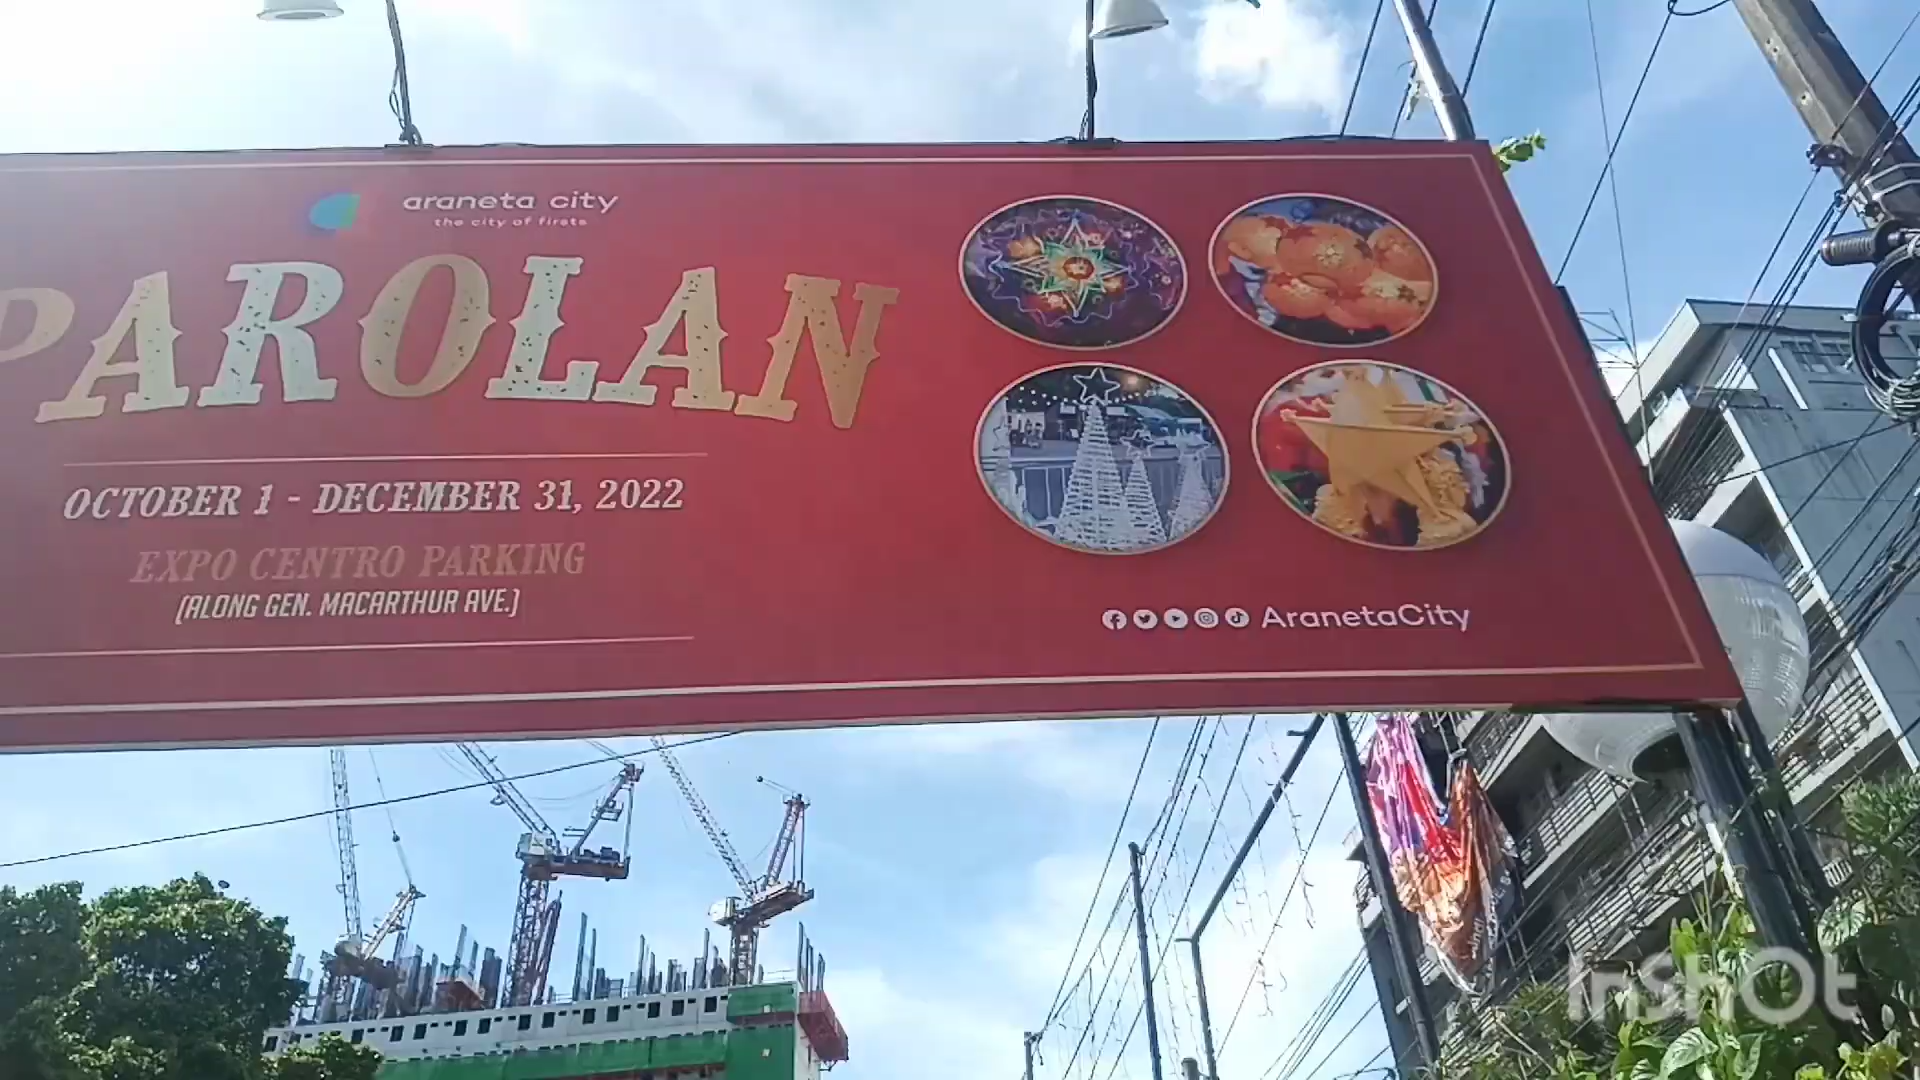 araneta city
the city of firsts
PAROLAN
OCTOBER 1 - DECEMBER 31, 2022
EXPO CENTRO PARKING
(ALONG GEN. MACARTHUR AVE.)
AranetaCity
InShOt